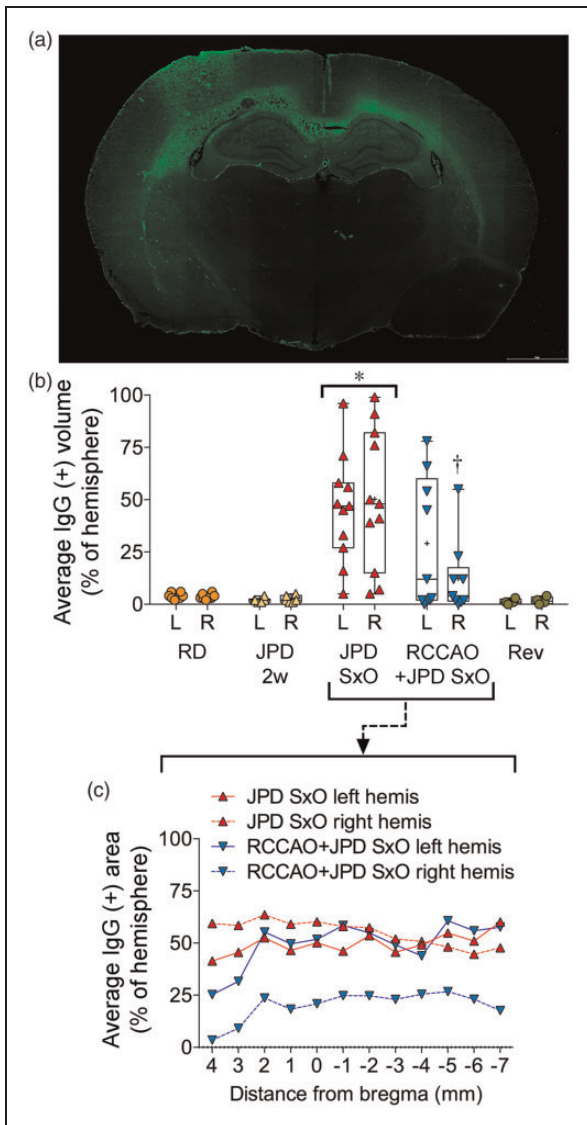 (a)
(b)
*
100
75
50
25
0
Average IgG (+) volume
(% of hemisphere)
†
L R L R L R L R L R
RD JPD JPD RCCAO Rev
2w SxO +JPD SxO
(c)
JPD SxO left hemis
JPD SxO right hemis
RCCAO+JPD SxO left hemis
RCCAO+JPD SxO right hemis
100
75
50
25
0
Average IgG (+) area
(% of hemisphere)
4 3 2 1 0 -1 -2 -3 -4 -5 -6 -7
Distance from bregma (mm)